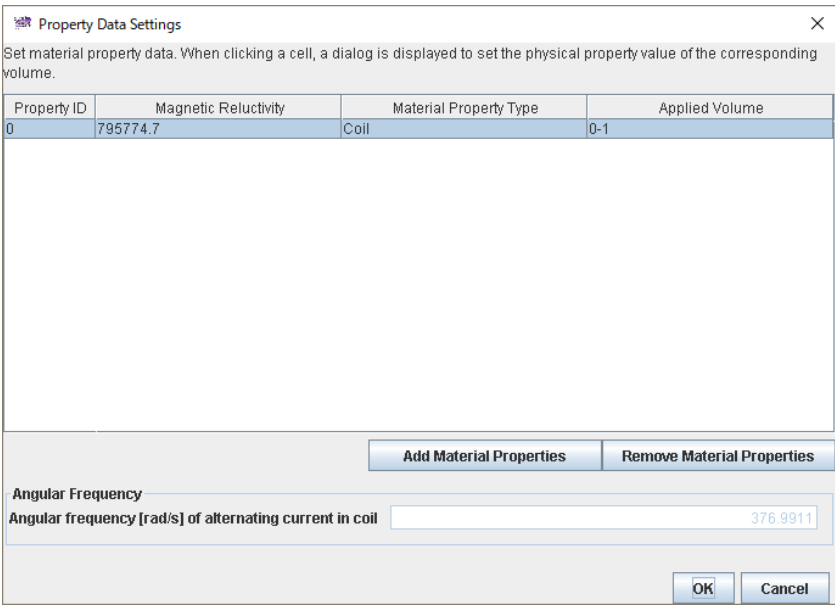 Property Data Settings
Set material property data. When clicking a cell, a dialog is displayed to set the physical property value of the corresponding
volume.
Property ID Magnetic Reluctivity Material Property Type Applied Volume
0 795774.7 Coil 0-1
Add Material Properties Remove Material Properties
Angular Frequency
Angular frequency [rad/s] of alternating current in coil 376.9911
OK Cancel